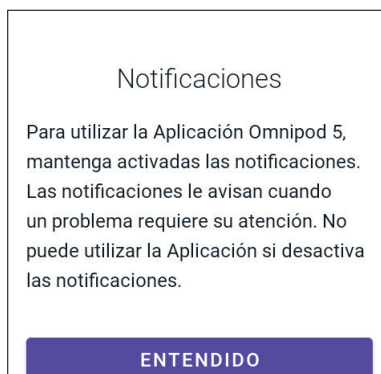 Notificaciones
Para utilizar la Aplicación Omnipod 5,
mantenga activadas las notificaciones.
Las notificaciones le avisan cuando
un problema requiere su atención. No
puede utilizar la Aplicación si desactiva
las notificaciones.
ENTENDIDO